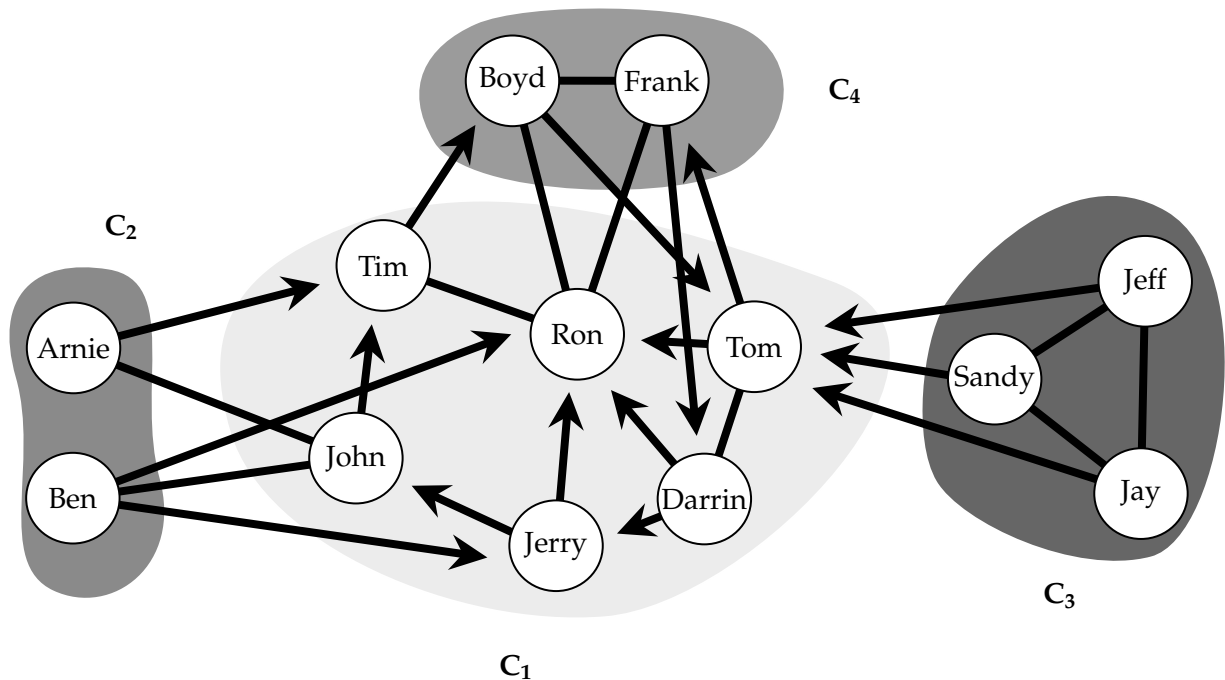 Boyd
Frank
C4
C2
Tim
Jeff
Arnie
Ron
Tom
Sandy
John
Ben
Darrin
Jay
Jerry
C3
C1